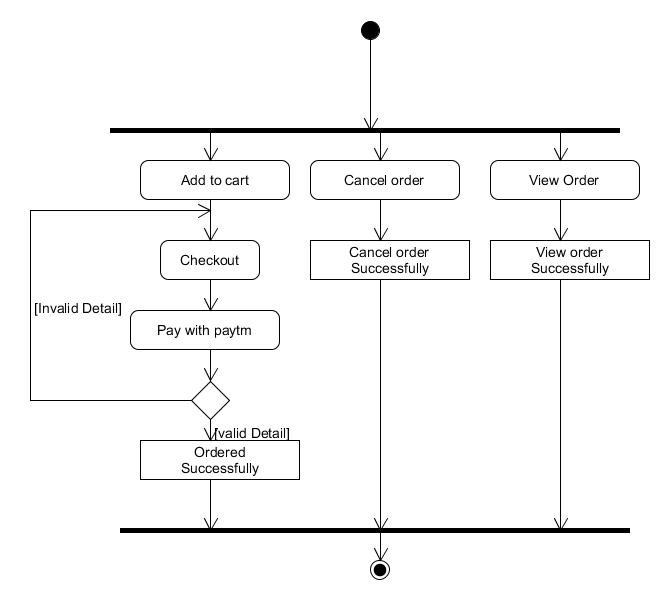 Add to cart
Cancel order
View Order
Cancel order
Successfully
View order
Successfully
Checkout
[Invalid Detail]
Pay with paytm
[valid Detail]
Ordered
Successfully